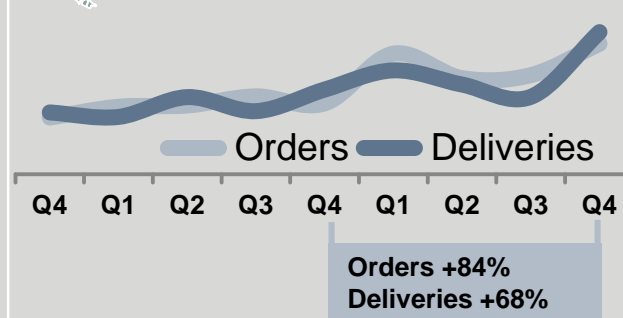 Orders Deliveries
Q4 Q1 Q2 Q3 Q4 Q1 Q2 Q3 Q4
Orders +84%
Deliveries +68%